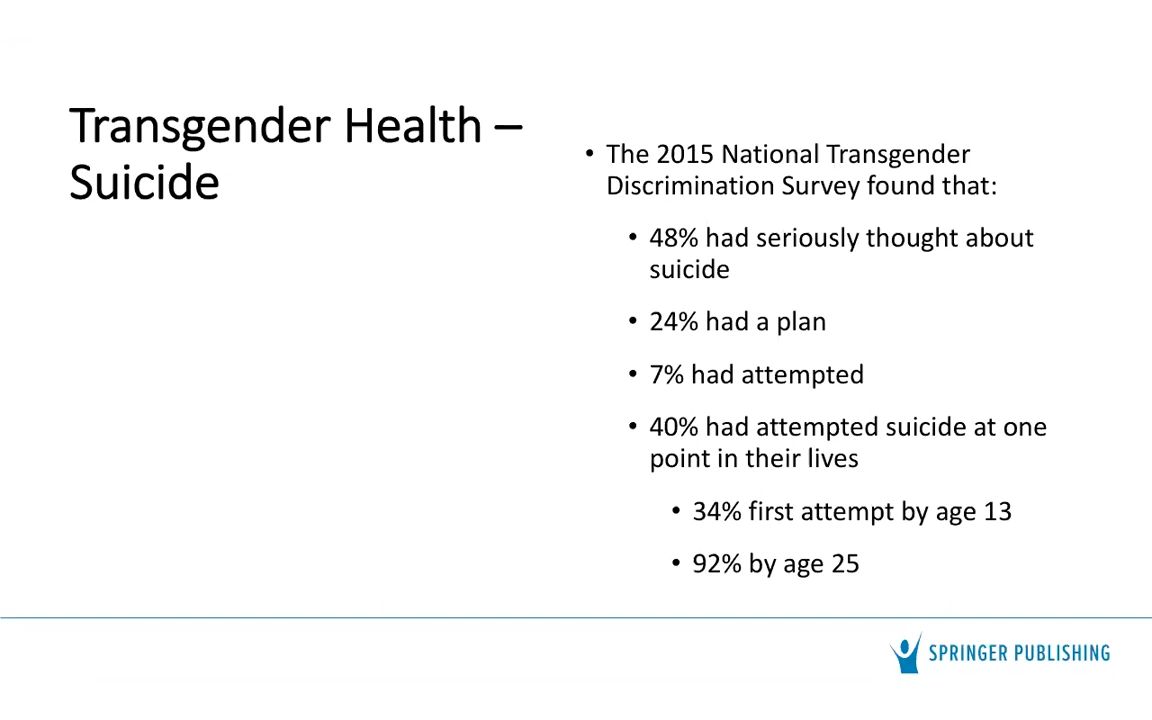 Transgender Health –
Suicide
• The 2015 National Transgender
Discrimination Survey found that:
• 48% had seriously thought about
suicide
• 24% had a plan
• 7% had attempted
• 40% had attempted suicide at one
point in their lives
• 34% first attempt by age 13
• 92% by age 25
SPRINGER PUBLISHING